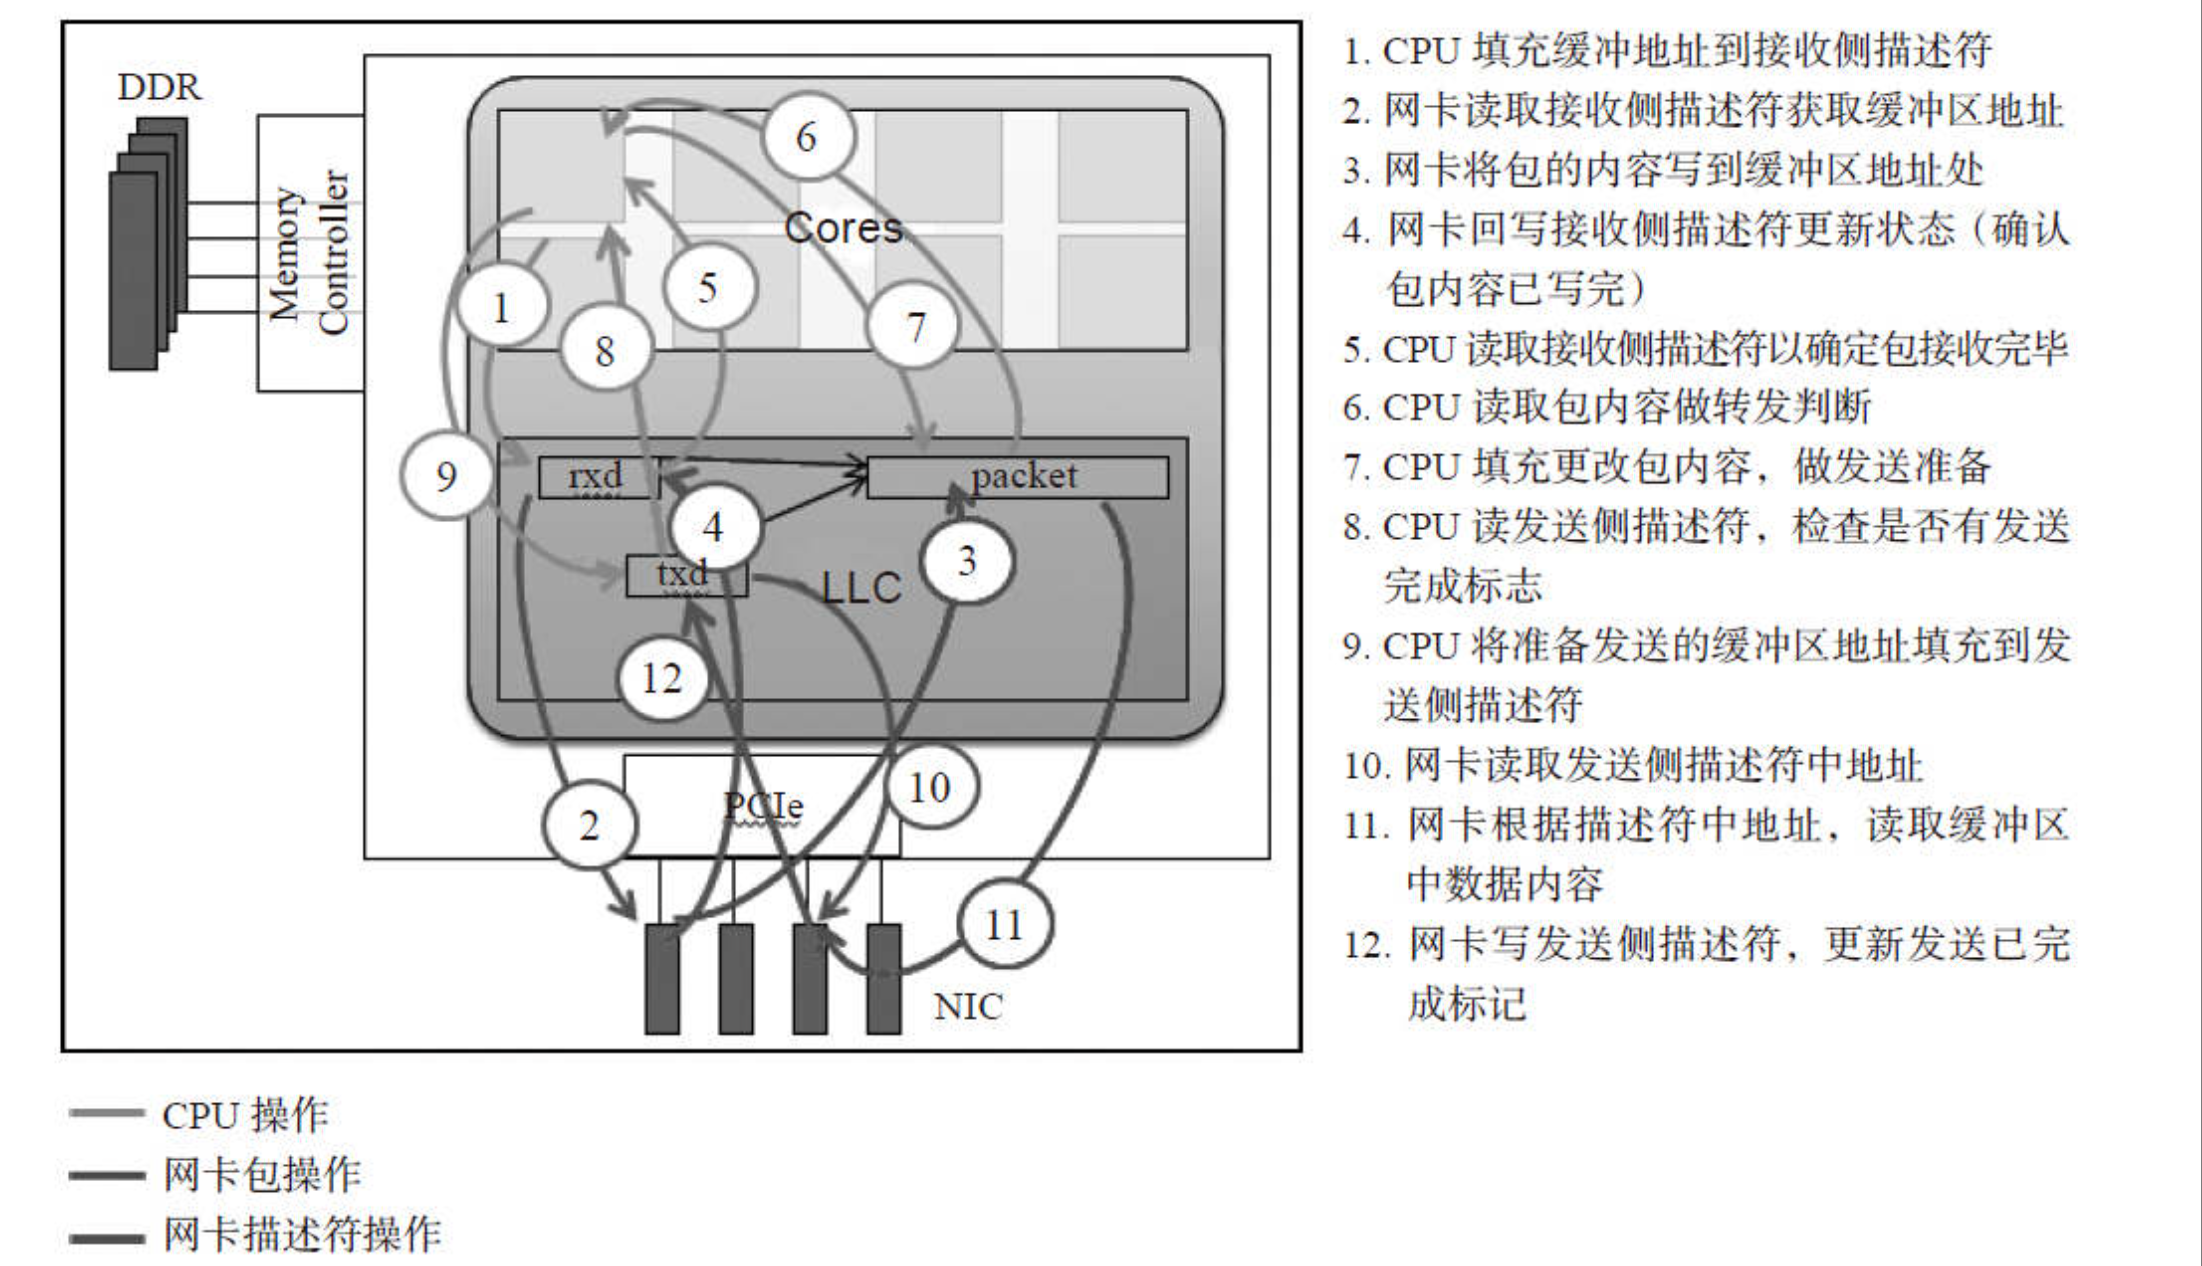 DDR
Memory
Controller
6
Cores
1
5
7
8
9
rxd
packet
4
3
txd
LLC
12
10
PCIe
2
11
NIC
CPU 操作
网卡包操作
网卡描述符操作
1. CPU 填充缓冲地址到接收侧描述符
2. 网卡读取接收侧描述符获取缓冲区地址
3. 网卡将包的内容写到缓冲区地址处
4. 网卡回写接收侧描述符更新状态（确认
包内容已写完）
5. CPU 读取接收侧描述符以确定包接收完毕
6. CPU 读取包内容做转发判断
7. CPU 填充更改包内容，做发送准备
8. CPU 读发送侧描述符，检查是否有发送
完成标志
9. CPU 将准备发送的缓冲区地址填充到发
送侧描述符
10. 网卡读取发送侧描述符中地址
11. 网卡根据描述符中地址，读取缓冲区
中数据内容
12. 网卡写发送侧描述符，更新发送已完
成标记